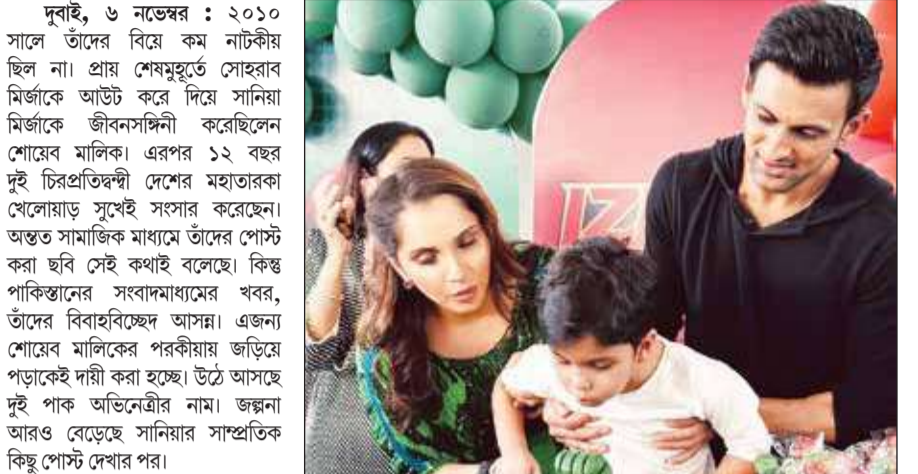 দুবাই, ৬ নভেম্বর : ২০১০
সালে তাঁদের বিয়ে কম নাটকীয়
ছিল না। প্রায় শেষমুহূর্তে সোহরাব
মির্জাকে আউট করে দিয়ে সানিয়া
মির্জাকে জীবনসঙ্গিনী করেছিলেন
শোয়েব মালিক। এরপর ১২ বছর
দুই চিরপ্রতিদ্বন্দ্বী দেশের মহাতারকা
খেলোয়াড় সুখেই সংসার করেছেন।
অন্তত সামাজিক মাধ্যমে তাঁদের পোস্ট
করা ছবি সেই কথাই বলেছে। কিন্তু
পাকিস্তানের সংবাদমাধ্যমের খবর,
তাঁদের বিবাহবিচ্ছেদ আসন্ন। এজন্য
শোয়েব মালিকের পরকীয়ায় জড়িয়ে
পড়াকেই দায়ী করা হচ্ছে। উঠে আসছে
দুই পাক অভিনেত্রীর নাম। জল্পনা
আরও বেড়েছে সানিয়ার সাম্প্রতিক
কিছু পোস্ট দেখার পর।
IZ